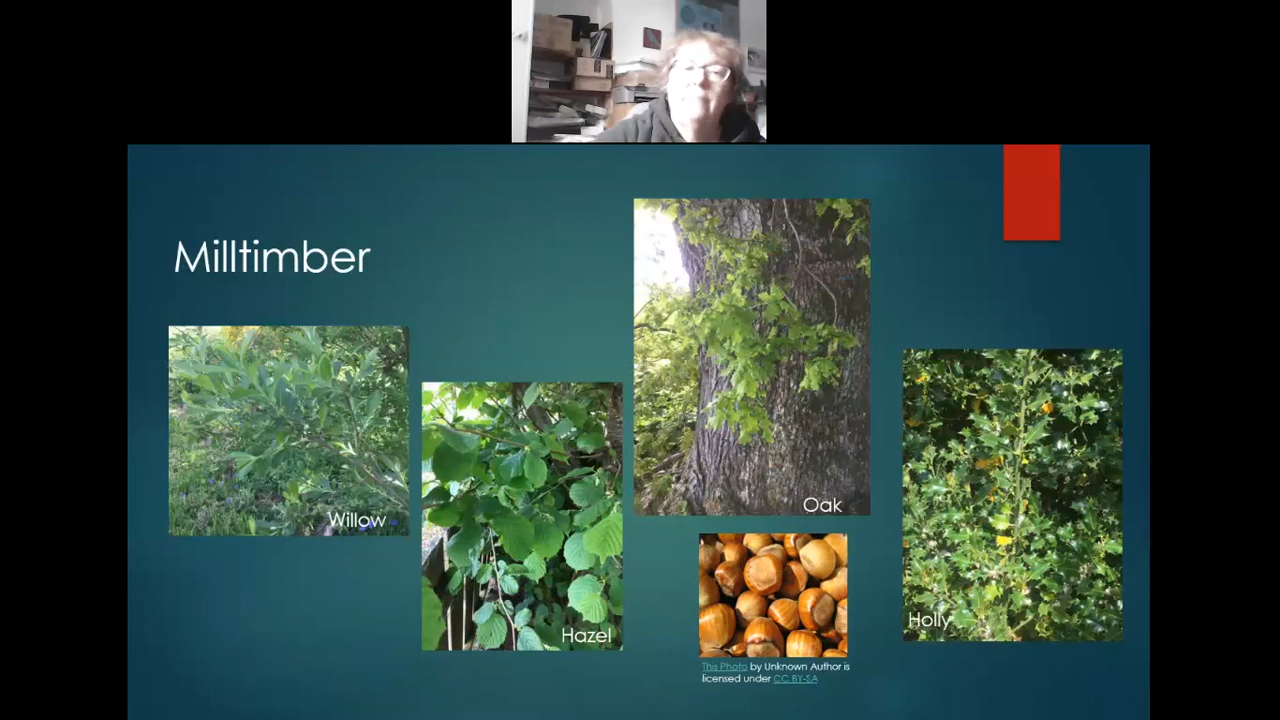 Milltimber
Willow
Hazel
Oak
Holly
This Photo by Unknown Author is
licensed under CC BY-SA